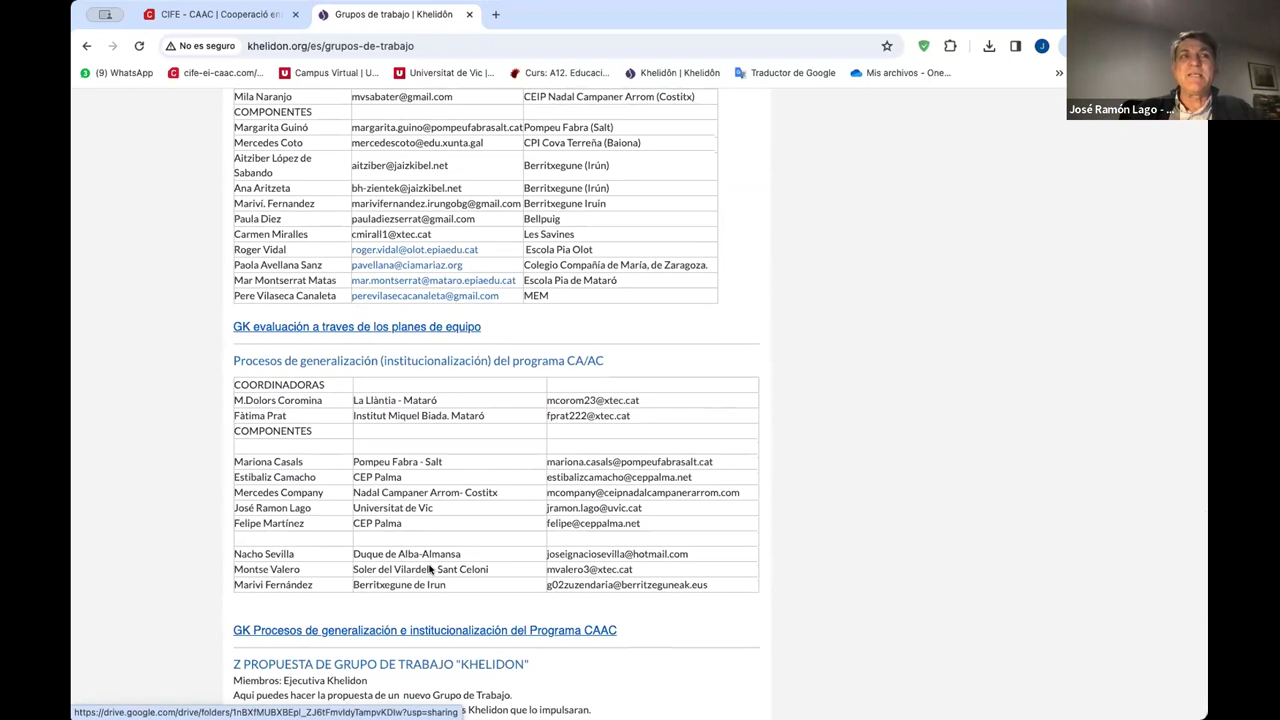 CIFE - CAAC | Cooperació en
Grupos de trabajo | Khelidôn
No es seguro khelidon.org/es/grupos-de-trabajo
J
(9) WhatsApp cife-ei-caac.com/... Campus Virtual | U... Universitat de Vic |... Curs: A12. Educaci... Khelidôn | Khelidôn Traductor de Google Mis archivos - One... »
José Ramón Lago - ...
Mila Naranjo mvsabater@gmail.com CEIP Nadal Campaner Arrom (Costitx)
COMPONENTES
Margarita Guinó margarita.guino@pompeufabrasalt.cat Pompeu Fabra (Salt)
Mercedes Coto mercedescoto@edu.xunta.gal CPI Cova Terreña (Baiona)
Aitziber López de
Sabando aitziber@jaizkibel.net Berritxegune (Irún)
Ana Aritzeta bh-zientek@jaizkibel.net Berritxegune (Irún)
Mariví. Fernandez marivifernandez.irungobg@gmail.com Berritxegune Iruin
Paula Diez pauladiezserrat@gmail.com Bellpuig
Carmen Miralles cmirall1@xtec.cat Les Savines
Roger Vidal roger.vidal@olot.epiaedu.cat Escola Pia Olot
Paola Avellana Sanz pavellana@ciamariaz.org Colegio Compañía de María, de Zaragoza.
Mar Montserrat Matas mar.montserrat@mataro.epiaedu.cat Escola Pia de Mataró
Pere Vilaseca Canaleta perevilasecacanaleta@gmail.com MEM
GK evaluación a traves de los planes de equipo
Procesos de generalización (institucionalización) del programa CA/AC
COORDINADORAS
M.Dolors Coromina La Llàntia - Mataró mcorom23@xtec.cat
Fàtima Prat Institut Miquel Biada. Mataró fprat222@xtec.cat
COMPONENTES
Mariona Casals Pompeu Fabra - Salt mariona.casals@pompeufabrasalt.cat
Estibaliz Camacho CEP Palma estibalizcamacho@ceppalma.net
Mercedes Company Nadal Campaner Arrom- Costitx mcompany@ceipnadalcampanerarrom.com
José Ramon Lago Universitat de Vic jramon.lago@uvic.cat
Felipe Martínez CEP Palma felipe@ceppalma.net
Nacho Sevilla Duque de Alba-Almansa joseignaciosevilla@hotmail.com
Montse Valero Soler del Vilardell Sant Celoni mvalero3@xtec.cat
Marivi Fernández Berritxegune de Irun g02zuzendaria@berritzeguneak.eus
GK Procesos de generalización e institucionalización del Programa CAAC
Z PROPUESTA DE GRUPO DE TRABAJO "KHELIDON"
Miembros: Ejecutiva Khelidon
Aqui puedes hacer la propuesta de un nuevo Grupo de Trabajo.
s Khelidon que lo impulsaran.